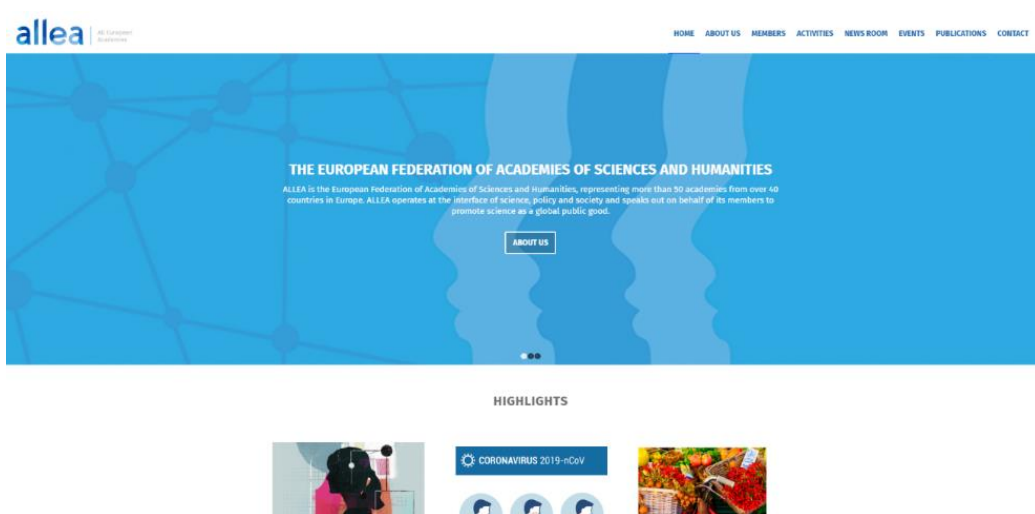 allea
All European
Academies
HOME ABOUT US MEMBERS ACTIVITIES NEWS ROOM EVENTS PUBLICATIONS CONTACT
THE EUROPEAN FEDERATION OF ACADEMIES OF SCIENCES AND HUMANITIES
ALLEA is the European Federation of Academies of Sciences and Humanities, representing more than 50 academies from over 40
countries in Europe. ALLEA operates at the interface of science, policy and society and speaks out on behalf of its members to
promote science as a global public good.
ABOUT US
HIGHLIGHTS
CORONAVIRUS 2019-nCoV